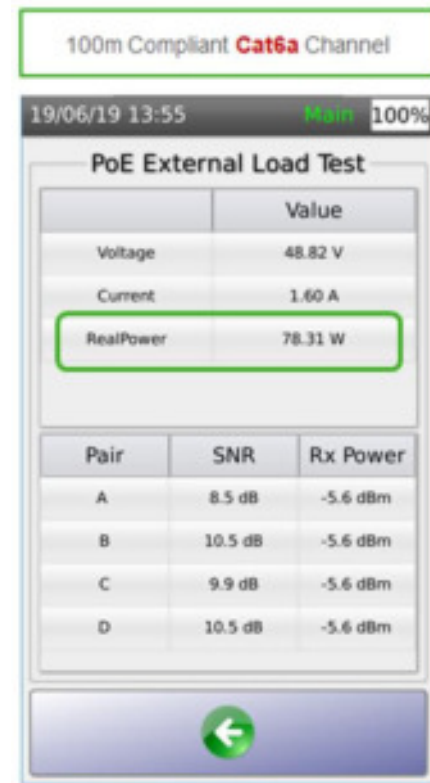 100m Compliant Cat6a Channel
19/06/19 13:55 Main 100%
PoE External Load Test
Value
Voltage 48.82 V
Current 1.60 A
RealPower 78.31 W
Pair SNR Rx Power
A 8.5 dB -5.6 dBm
B 10.5 dB -5.6 dBm
C 9.9 dB -5.6 dBm
D 10.5 dB -5.6 dBm